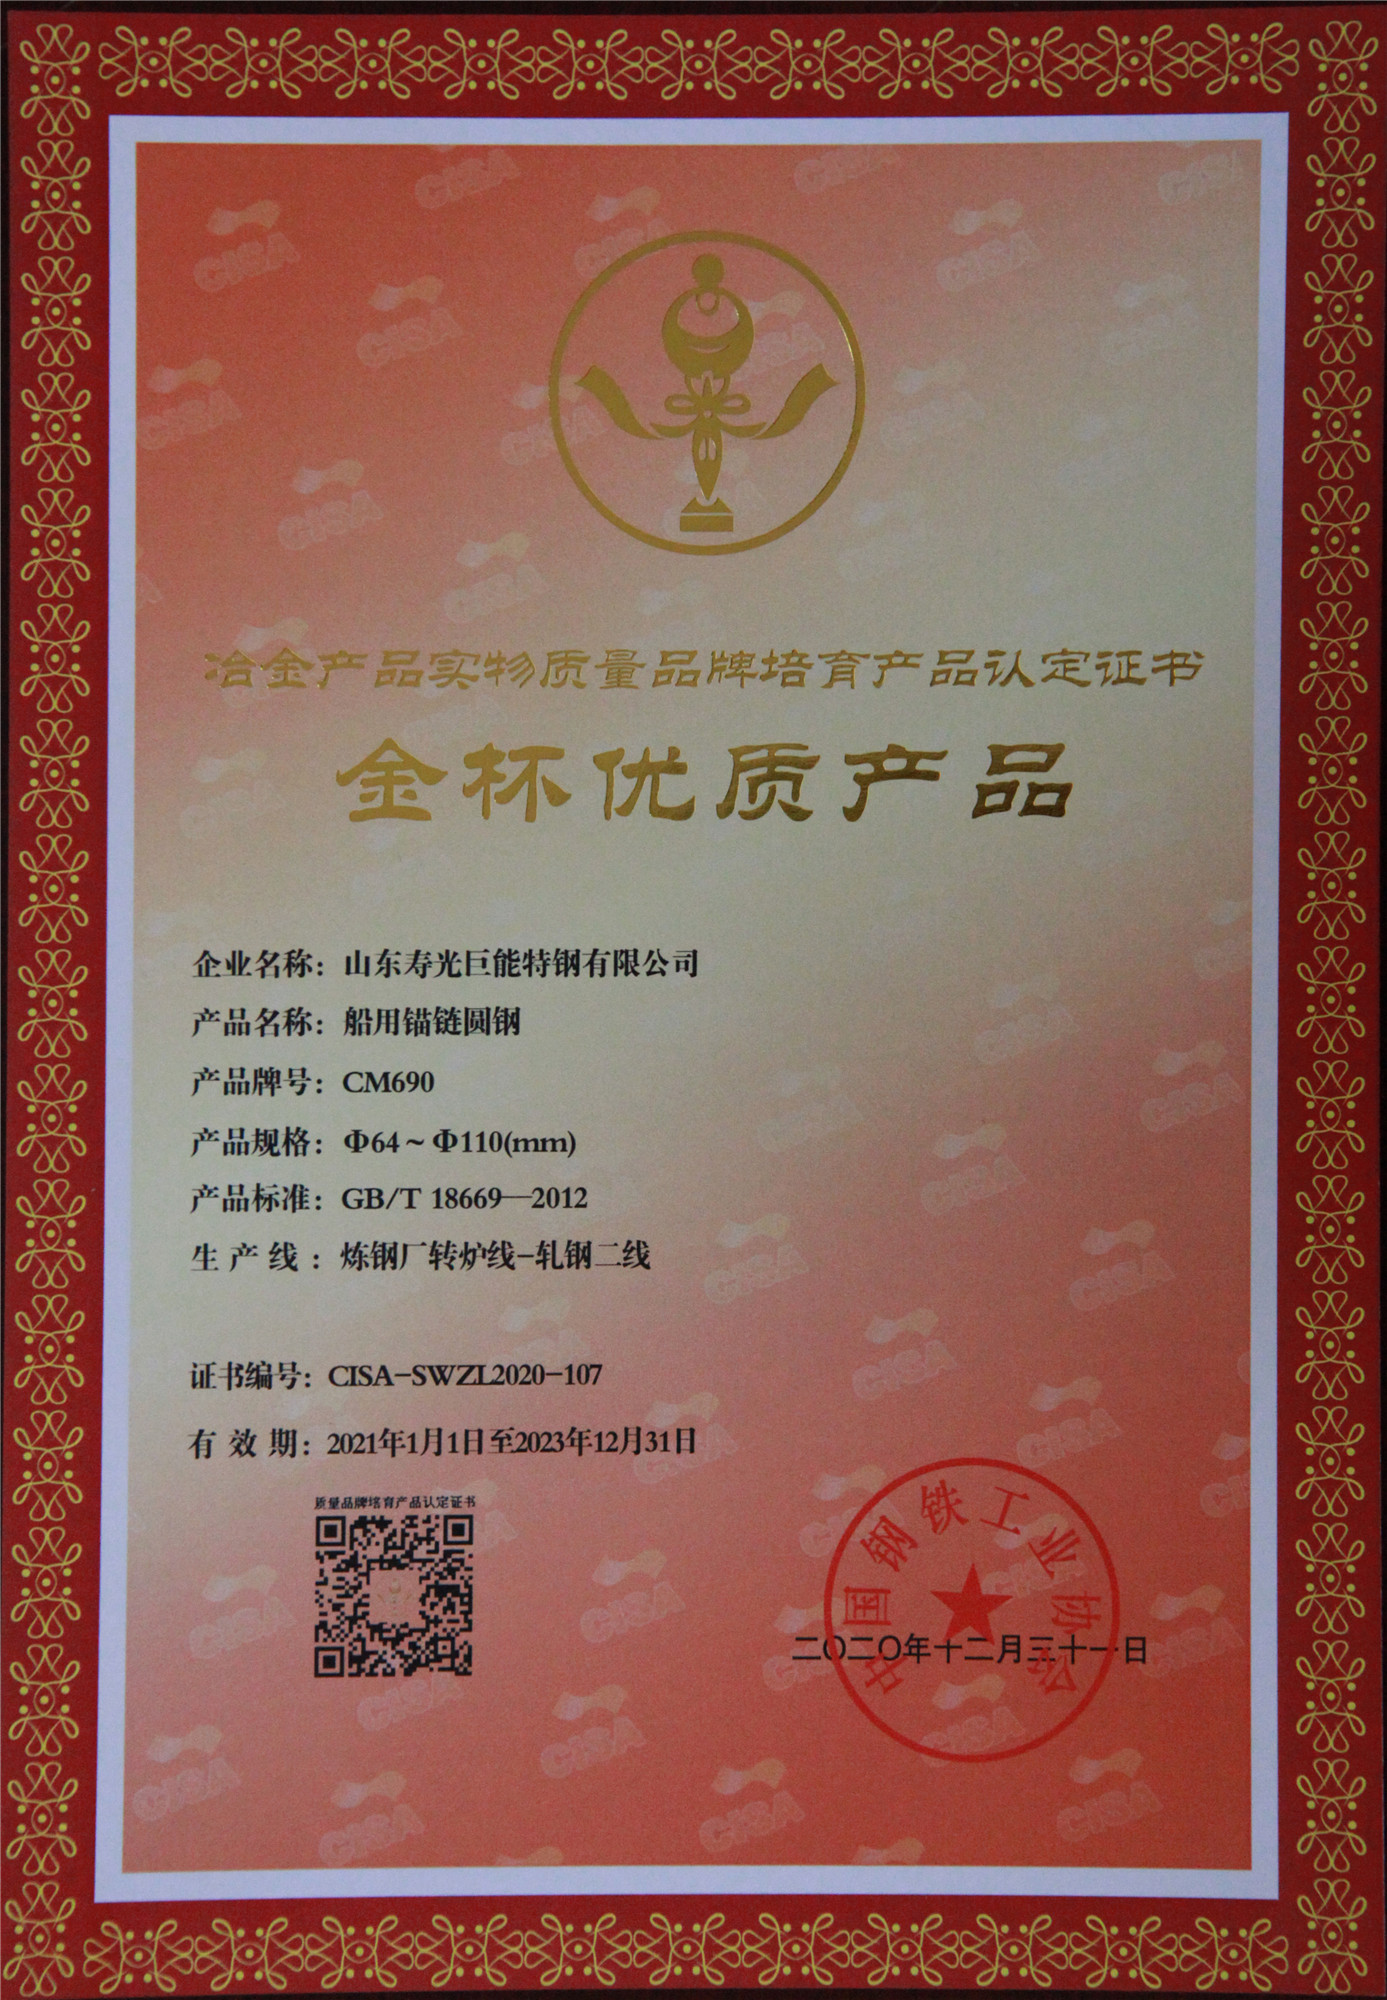 冶金产品实物质量品牌培育产品认定证书
金杯优质产品
企业名称：山东寿光巨能特钢有限公司
产品名称：船用锚链圆钢
产品牌号：CM690
产品规格：Φ64～Φ110(mm)
产品标准：GB/T 18669—2012
生产线：炼钢厂转炉线-轧钢二线
证书编号：CISA-SWZL2020-107
有效期：2021年1月1日至2023年12月31日
质量品牌培育产品认定证书
中国钢铁工业协会
二〇二〇年十二月三十一日